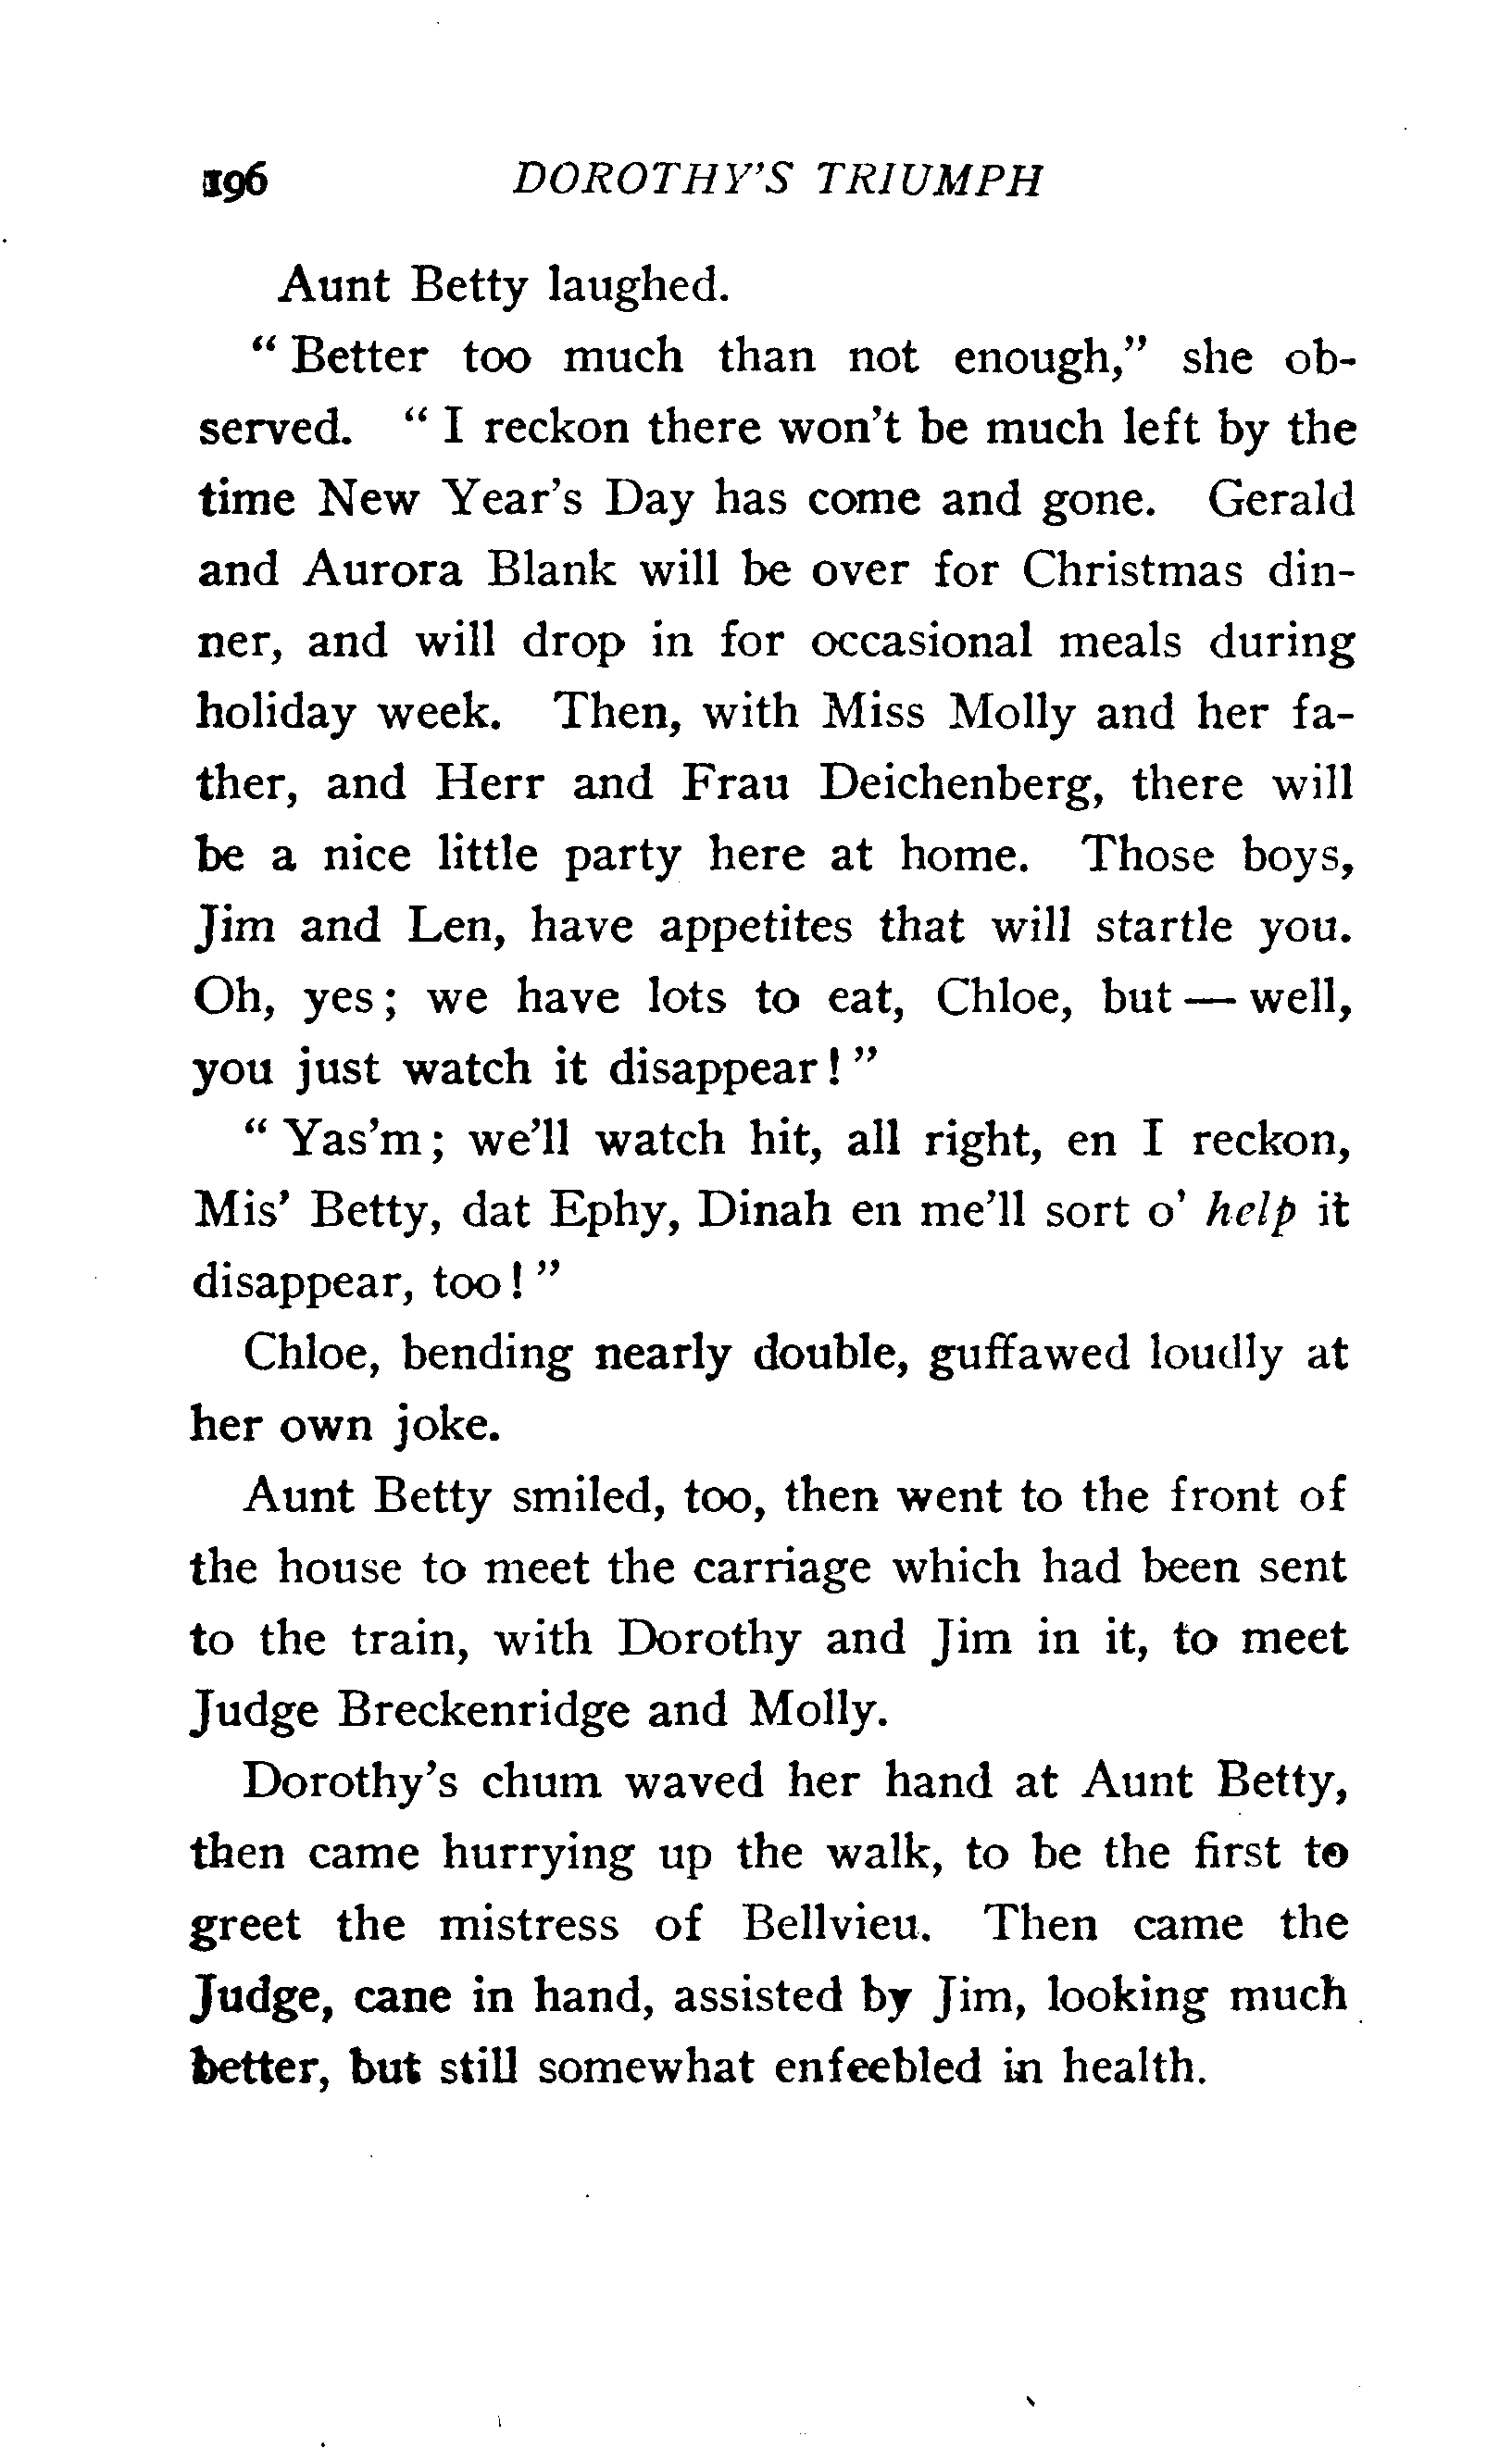 196 DOROTHY'S TRIUMPH
Aunt Betty laughed.
" Better too much than not enough," she ob-
served. " I reckon there won't be much left by the
time New Year's Day has come and gone. Gerald
and Aurora Blank will be over for Christmas din-
ner, and will drop in for occasional meals during
holiday week. Then, with Miss Molly and her fa-
ther, and Herr and Frau Deichenberg, there will
be a nice little party here at home. Those boys,
Jim and Len, have appetites that will startle you.
Oh, yes; we have lots to eat, Chloe, but — well,
you just watch it disappear! "
" Yas'm; we'll watch hit, all right, en I reckon,
Mis' Betty, dat Ephy, Dinah en me'll sort o' help it
disappear, too! "
Chloe, bending nearly double, guffawed loudly at
her own joke.
Aunt Betty smiled, too, then went to the front of
the house to meet the carriage which had been sent
to the train, with Dorothy and Jim in it, to meet
Judge Breckenridge and Molly.
Dorothy's chum waved her hand at Aunt Betty,
then came hurrying up the walk, to be the first to
greet the mistress of Bellvieu. Then came the
Judge, cane in hand, assisted by Jim, looking much
better, but still somewhat enfeebled in health.